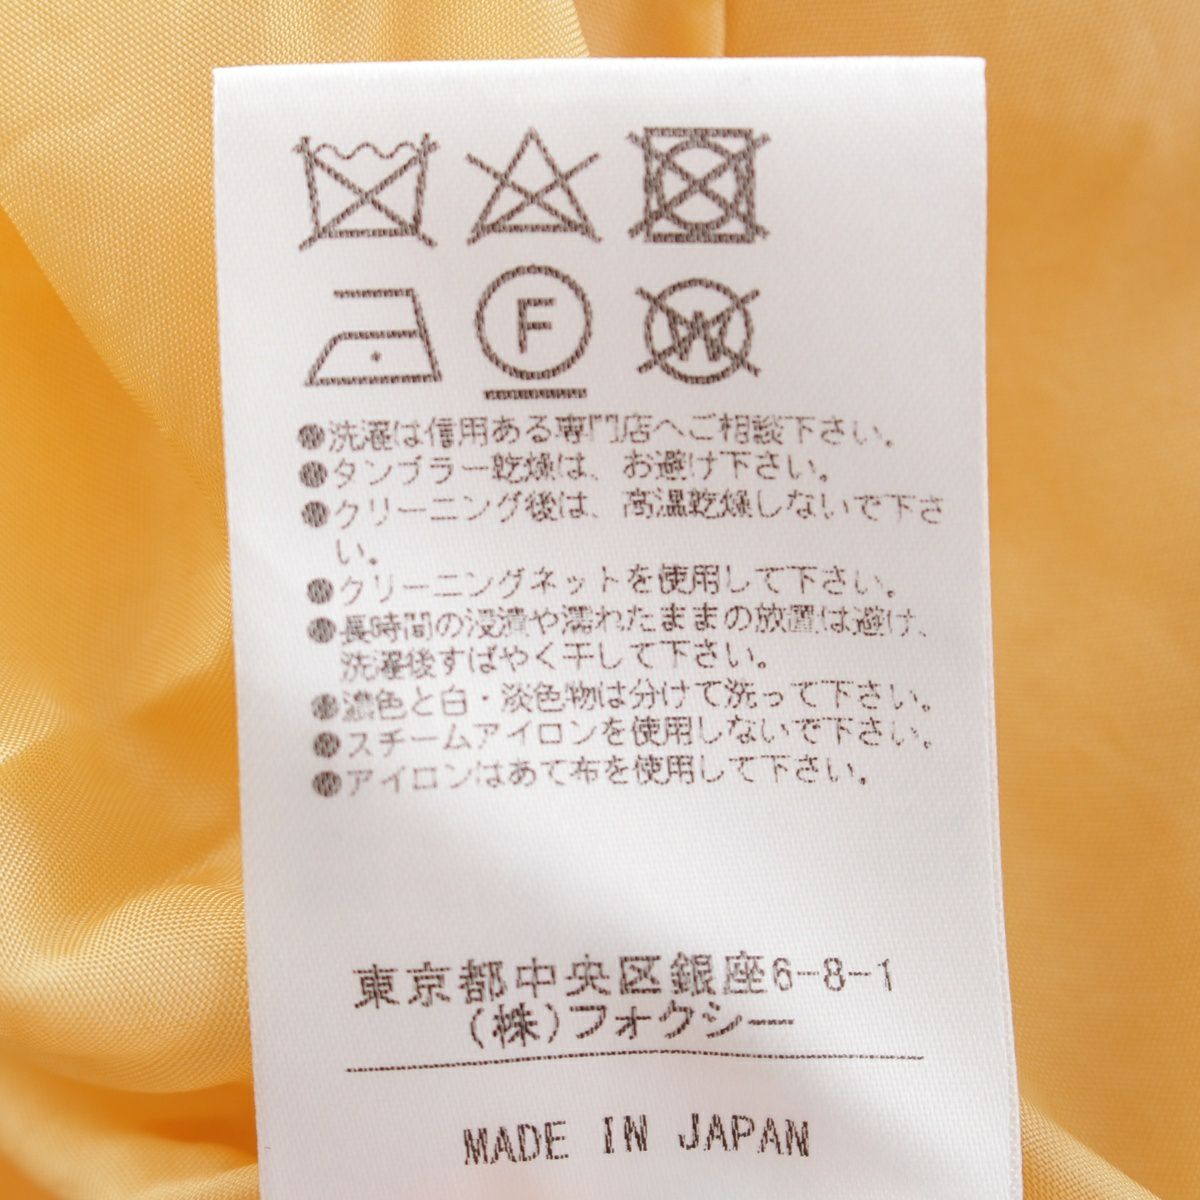 F
W
●洗濯は信用ある専門店へご相談下さい。
●タンブラー乾燥は、お避け下さい。
●クリーニング後は、高温乾燥しないで下さ
い。
●クリーニングネットを使用して下さい。
●長時間の浸漬や濡れたままの放置は避け、
洗濯後すばやく干して下さい。
●濃色と白・淡色物は分けて洗って下さい。
●スチームアイロンを使用しないで下さい。
●アイロンはあて布を使用して下さい。
東京都中央区銀座6-8-1
(株)フォクシー
MADE IN JAPAN